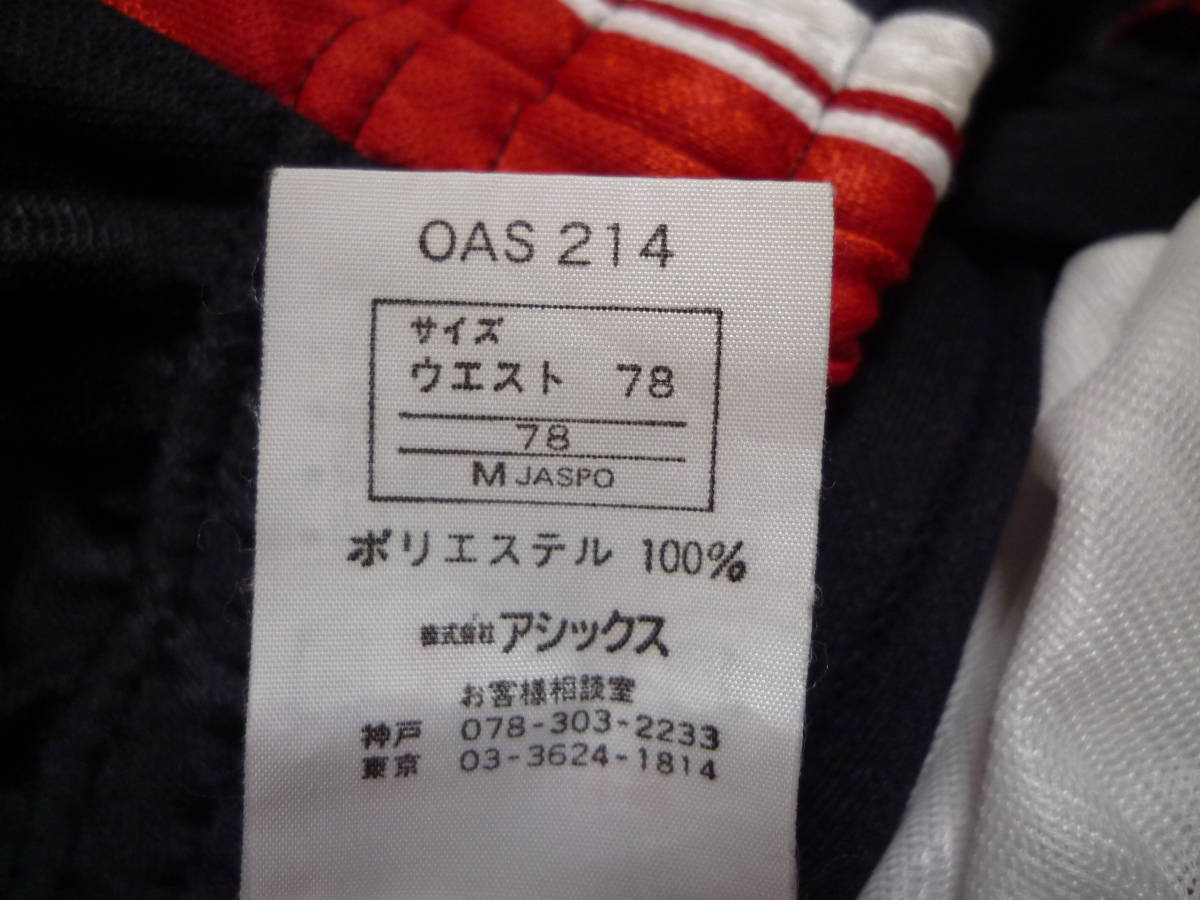 OAS 214
サイズ
ウエスト 78
78
M JASPO
ポリエステル 100%
株式会社 アシックス
お客様相談室
神戸 078-303-2233
東京 03-3624-1814